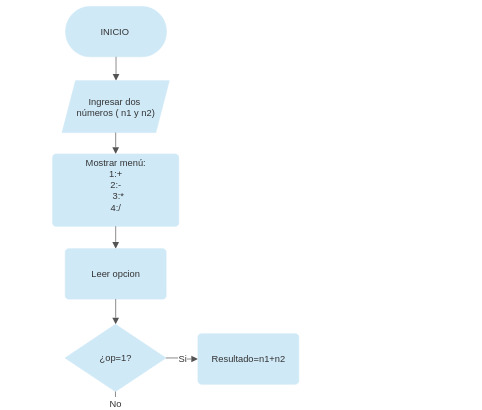 INICIO
Ingresar dos
números ( n1 y n2)
Mostrar menú:
1:+
2:-
3:*
4:/
Leer opcion
¿op=1?
Si
Resultado=n1+n2
No